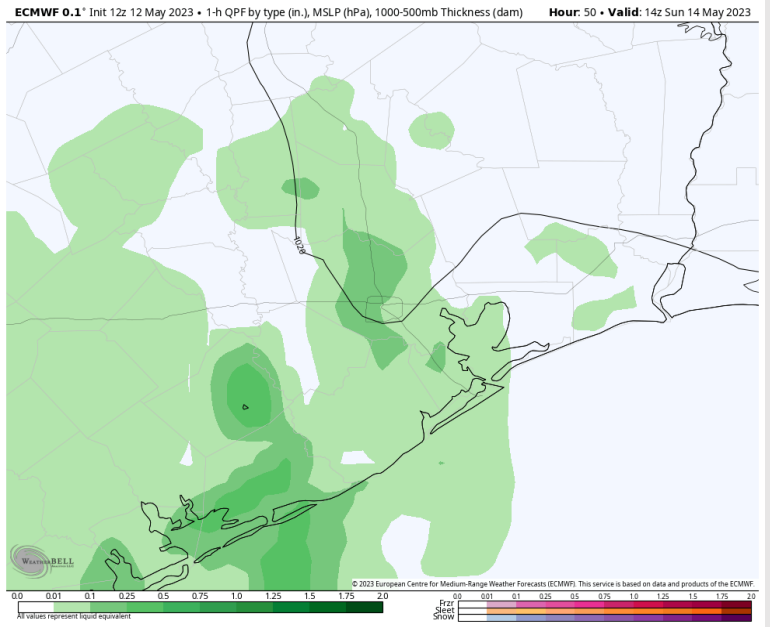 ECMWF 0.1° Init 12z 12 May 2023 • 1-h QPF by type (in.), MSLP (hPa), 1000-500mb Thickness (dam) Hour: 50 • Valid: 14z Sun 14 May 2023
1020
WEATHERBELL
© 2023 European Centre for Medium-Range Weather Forecasts (ECMWF). This service is based on data and products of the ECMWF.
0.0 0.01 0.1 0.25 0.5 0.75 1.0 1.25 1.5 1.75 2.0
All values represent liquid equivalent
0.0 0.01 0.1 0.25 0.5 0.75 1.0 1.25 1.5 1.75 2.0
Frzr
Sleet
Snow